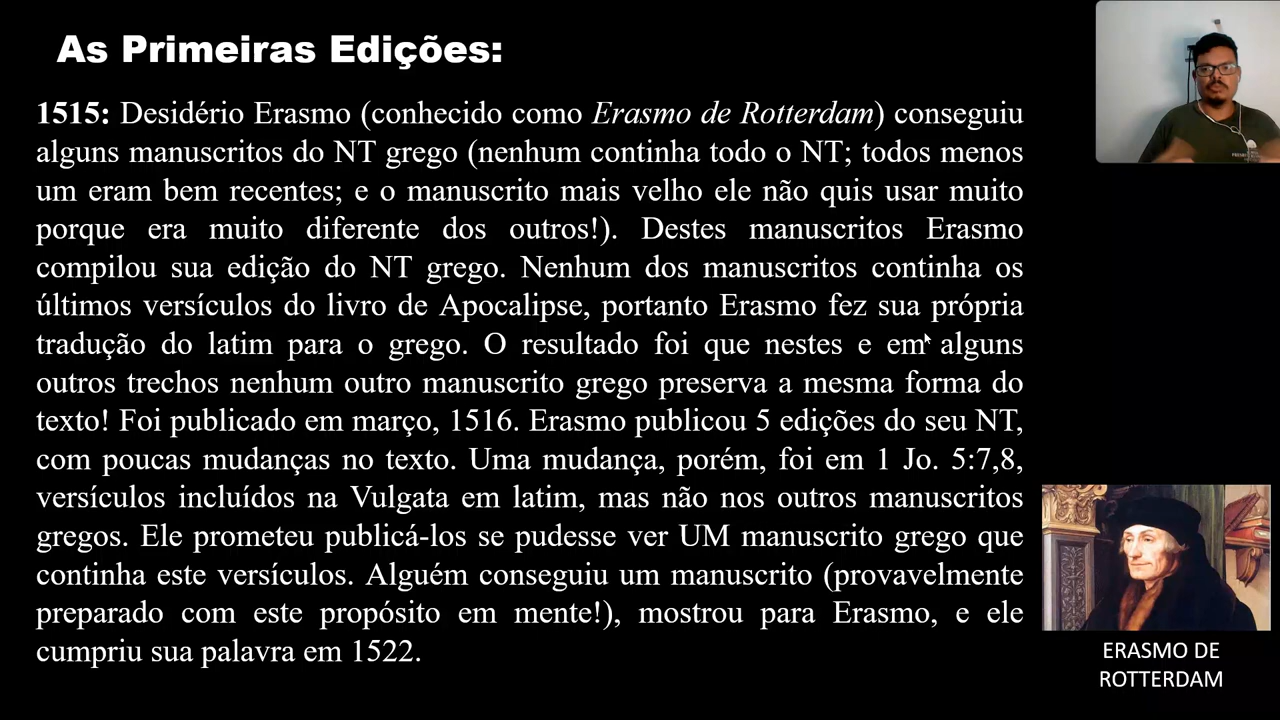 As Primeiras Edições:
1515: Desidério Erasmo (conhecido como Erasmo de Rotterdam) conseguiu
alguns manuscritos do NT grego (nenhum continha todo o NT; todos menos
um eram bem recentes; e o manuscrito mais velho ele não quis usar muito
porque era muito diferente dos outros!). Destes manuscritos Erasmo
compilou sua edição do NT grego. Nenhum dos manuscritos continha os
últimos versículos do livro de Apocalipse, portanto Erasmo fez sua própria
tradução do latim para o grego. O resultado foi que nestes e em alguns
outros trechos nenhum outro manuscrito grego preserva a mesma forma do
texto! Foi publicado em março, 1516. Erasmo publicou 5 edições do seu NT,
com poucas mudanças no texto. Uma mudança, porém, foi em 1 Jo. 5:7,8,
versículos incluídos na Vulgata em latim, mas não nos outros manuscritos
gregos. Ele prometeu publicá-los se pudesse ver UM manuscrito grego que
continha este versículos. Alguém conseguiu um manuscrito (provavelmente
preparado com este propósito em mente!), mostrou para Erasmo, e ele
cumpriu sua palavra em 1522.
ERASMO DE
ROTTERDAM